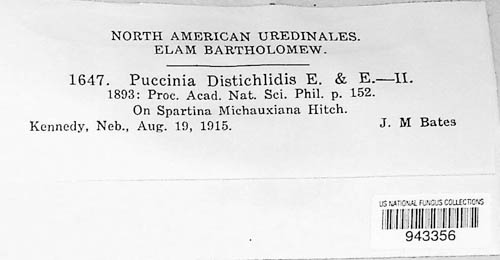 NORTH AMERICAN UREDINALES.
ELAM BARTHOLOMEW.
1647. Puccinia Distichlidis E. & E.—II.
1893: Proc. Acad. Nat. Sci. Phil. p. 152.
On Spartina Michauxiana Hitch.
Kennedy, Neb., Aug. 19, 1915. J. M Bates
US NATIONAL FUNGUS COLLECTIONS
943356